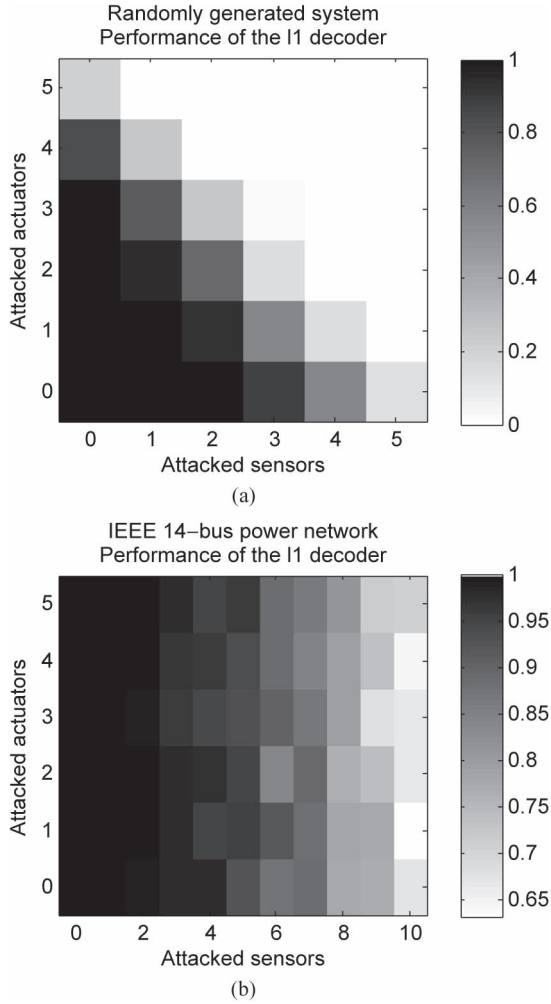 Randomly generated system
Performance of the l1 decoder
Attacked actuators
5
4
3
2
1
0
0 1 2 3 4 5
Attacked sensors
1
0.8
0.6
0.4
0.2
0
(a)
IEEE 14−bus power network
Performance of the l1 decoder
Attacked actuators
5
4
3
2
1
0
0 2 4 6 8 10
Attacked sensors
1
0.95
0.9
0.85
0.8
0.75
0.7
0.65
(b)